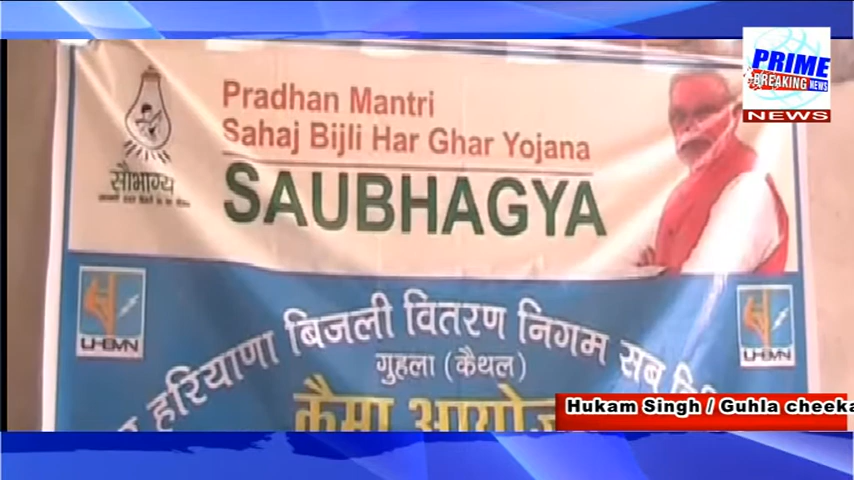 PRIME
BREAKING NEWS
NEWS
Pradhan Mantri
Sahaj Bijli Har Ghar Yojana
SAUBHAGYA
सौभाग्य
UHBVN
UHBVN
हरियाणा बिजली वितरण निगम सब
गुहला (कैथल)
Hukam Singh / Guhla cheeka